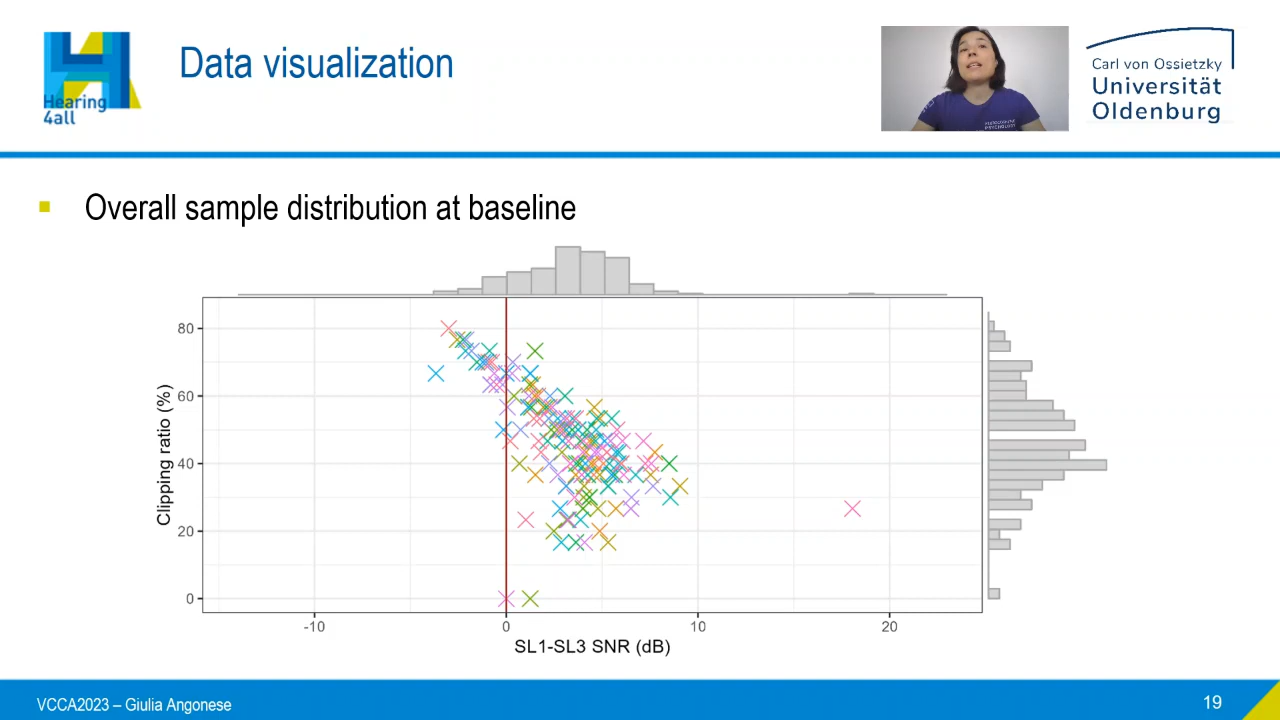 Hearing
4all
Data visualization
Carl von Ossietzky
Universität
Oldenburg
Overall sample distribution at baseline
80
60
40
20
0
Clipping ratio (%)
-10
0
10
20
SL1-SL3 SNR (dB)
VCCA2023 – Giulia Angonese
19